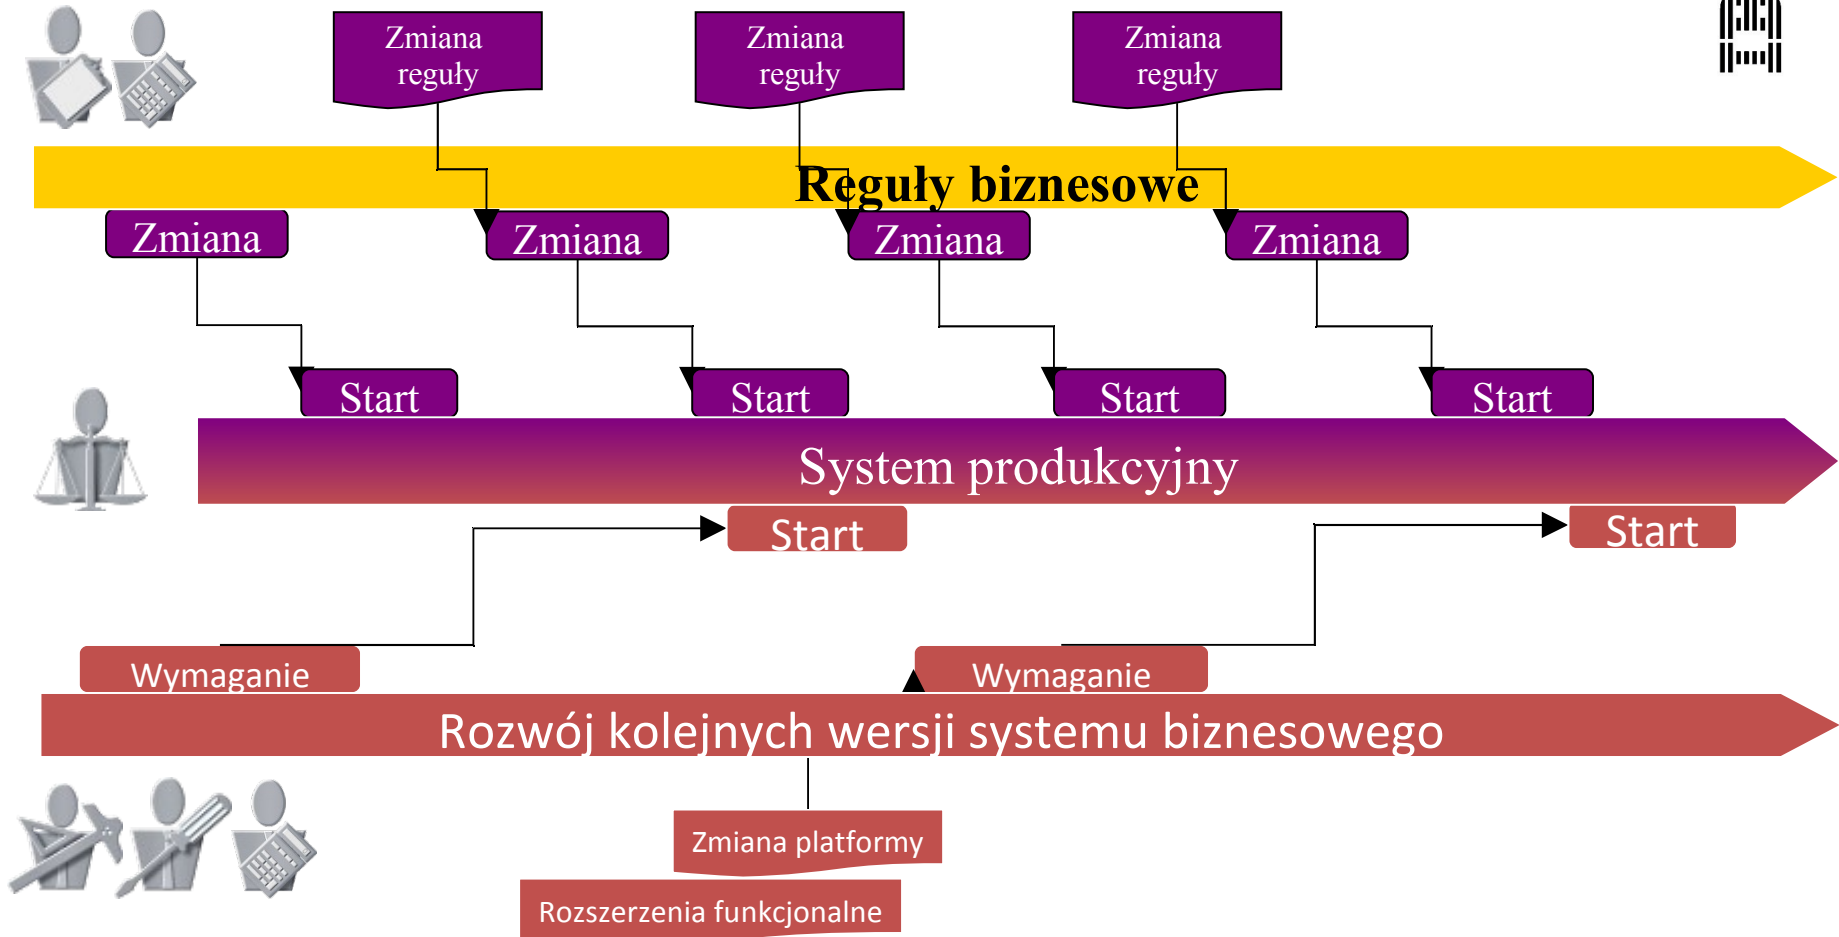 Zmiana
reguły
Zmiana
reguły
Zmiana
reguły
Reguły biznesowe
Zmiana
Zmiana
Zmiana
Zmiana
Start
Start
Start
Start
System produkcyjny
Start
Start
Wymaganie
Wymaganie
Rozwój kolejnych wersji systemu biznesowego
Zmiana platformy
Rozszerzenia funkcjonalne